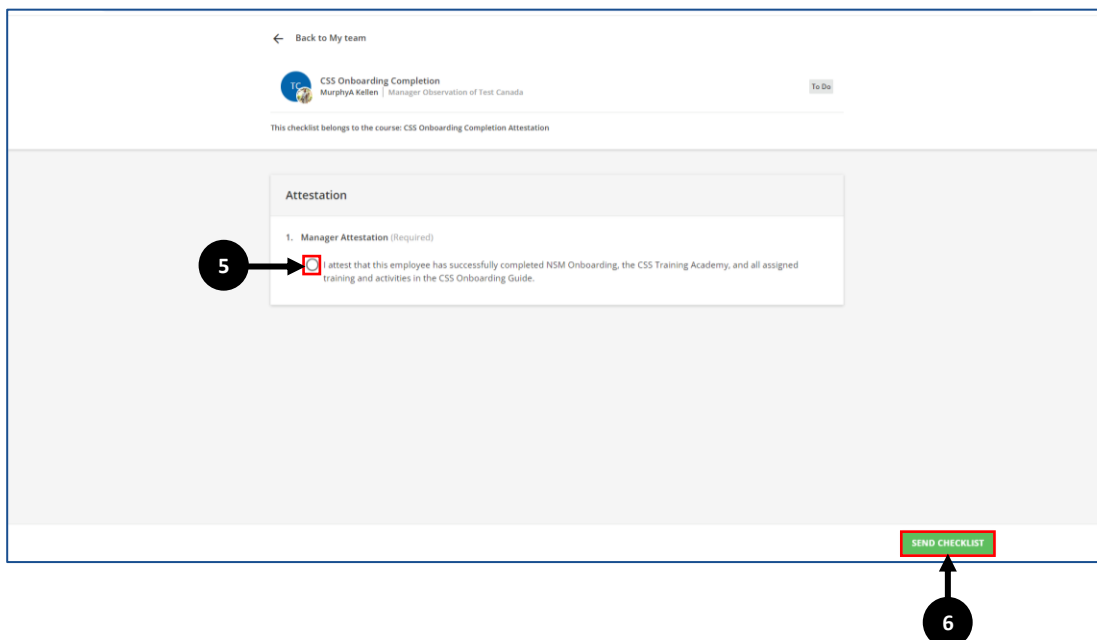 Back to My team
TC
CSS Onboarding Completion
MurphyA Kellen | Manager Observation of Test Canada
To Do
This checklist belongs to the course: CSS Onboarding Completion Attestation
Attestation
1. Manager Attestation (Required)
5
I attest that this employee has successfully completed NSM Onboarding, the CSS Training Academy, and all assigned
training and activities in the CSS Onboarding Guide.
SEND CHECKLIST
6